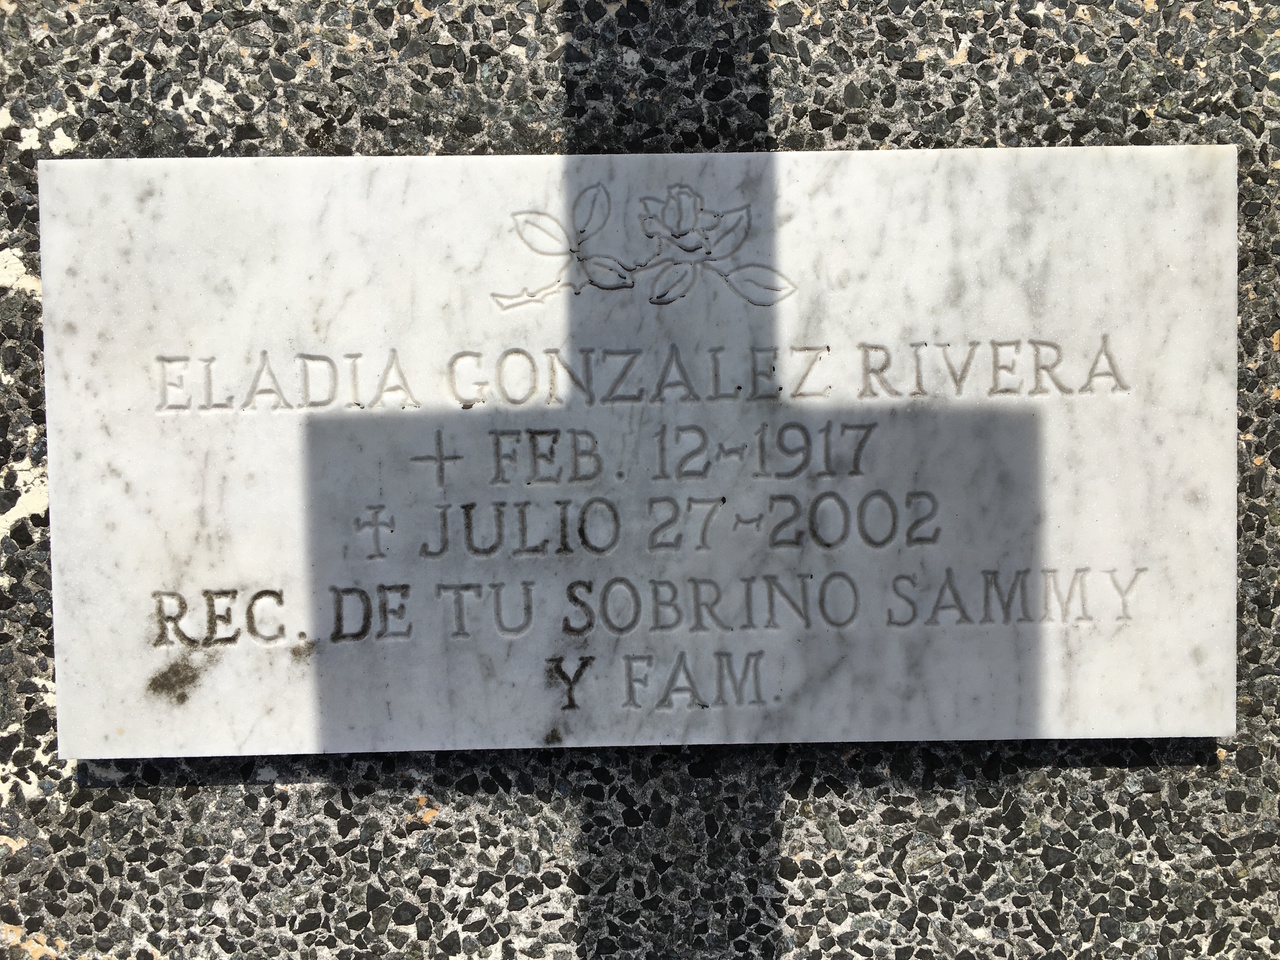 ELADIA GONZALEZ RIVERA
+ FEB. 12-1917
✝ JULIO 27-2002
REC. DE TU SOBRINO SAMMY
Y FAM.